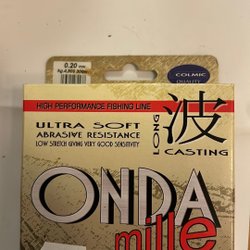 0.20 mm
COLMIC
QUALITY
HIGH PERFORMANCE FISHING LINE
ULTRA SOFT
ABRASIVE RESISTANCE
LOW STRETCH GIVING VERY GOOD SENSITIVITY
LONG 波
CASTING
ONDA
mille